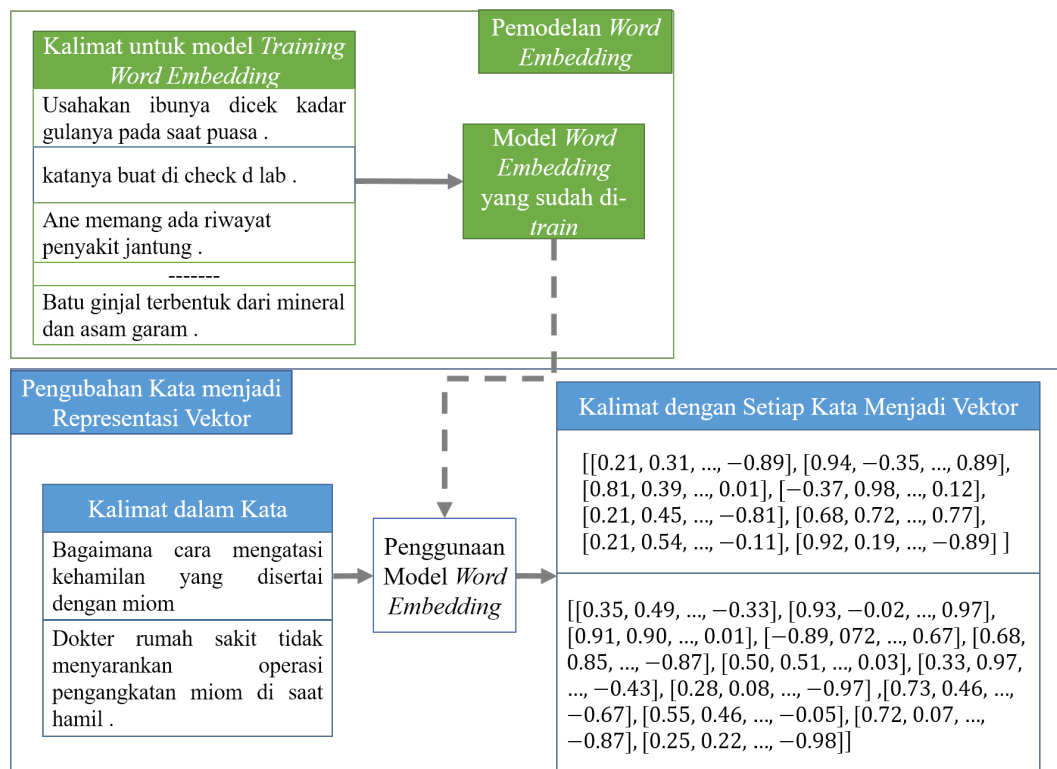 Pemodelan Word
Embedding
Kalimat untuk model Training
Word Embedding
Usahakan ibunya dicek kadar
gulanya pada saat puasa .
katanya buat di check d lab .
Ane memang ada riwayat
penyakit jantung .
-------
Batu ginjal terbentuk dari mineral
dan asam garam .
Model Word
Embedding
yang sudah di-
train
Pengubahan Kata menjadi
Representasi Vektor
Kalimat dalam Kata
Bagaimana cara mengatasi
kehamilan yang disertai
dengan miom
Dokter rumah sakit tidak
menyarankan operasi
pengangkatan miom di saat
hamil .
Penggunaan
Model Word
Embedding
Kalimat dengan Setiap Kata Menjadi Vektor
[[0.21, 0.31, …, −0.89], [0.94, −0.35, …, 0.89],
[0.81, 0.39, …, 0.01], [−0.37, 0.98, …, 0.12],
[0.21, 0.45, …, −0.81], [0.68, 0.72, …, 0.77],
[0.21, 0.54, …, −0.11], [0.92, 0.19, …, −0.89] ]
[[0.35, 0.49, …, −0.33], [0.93, −0.02, …, 0.97],
[0.91, 0.90, …, 0.01], [−0.89, 072, …, 0.67], [0.68,
0.85, …, −0.87], [0.50, 0.51, …, 0.03], [0.33, 0.97,
…, −0.43], [0.28, 0.08, …, −0.97] ,[0.73, 0.46, …,
−0.67], [0.55, 0.46, …, −0.05], [0.72, 0.07, …,
−0.87], [0.25, 0.22, …, −0.98]]